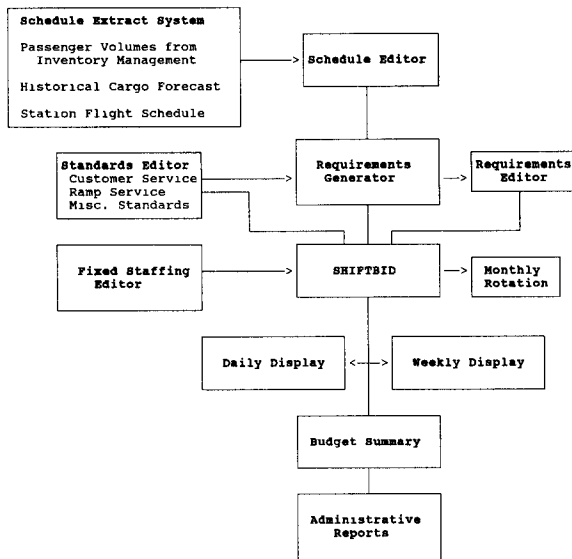 Schedule Extract System
Passenger Volumes from
Inventory Management
Historical Cargo Forecast
Station Flight Schedule
Schedule Editor
Standards Editor
Customer Service
Ramp Service
Misc. Standards
Requirements
Generator
Requirements
Editor
Fixed Staffing
Editor
SHIFTBID
Monthly
Rotation
Daily Display
Weekly Display
Budget Summary
Administrative
Reports